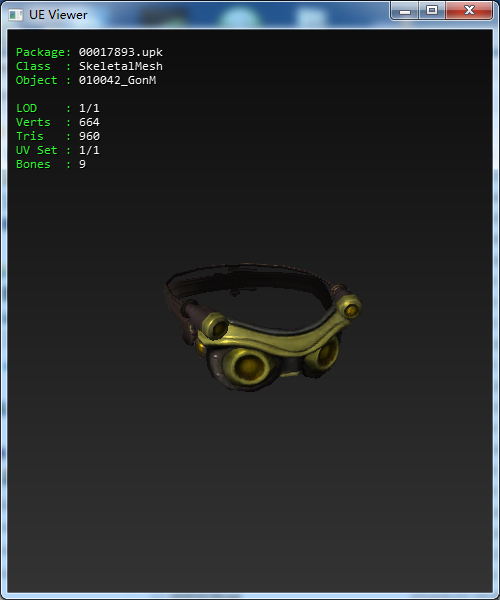 UE Viewer
Package: 00017893.upk
Class : SkeletalMesh
Object : 010042_GonM
LOD : 1/1
Verts : 664
Tris : 960
UV Set : 1/1
Bones : 9